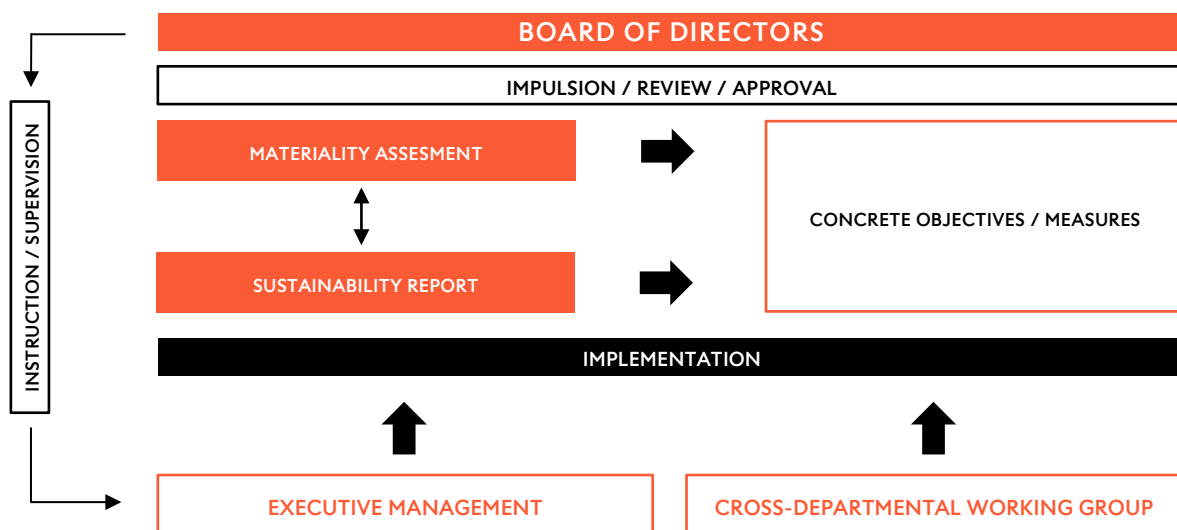 BOARD OF DIRECTORS
IMPULSION / REVIEW / APPROVAL
INSTRUCTION / SUPERVISION
MATERIALITY ASSESMENT
CONCRETE OBJECTIVES / MEASURES
SUSTAINABILITY REPORT
IMPLEMENTATION
EXECUTIVE MANAGEMENT
CROSS-DEPARTMENTAL WORKING GROUP